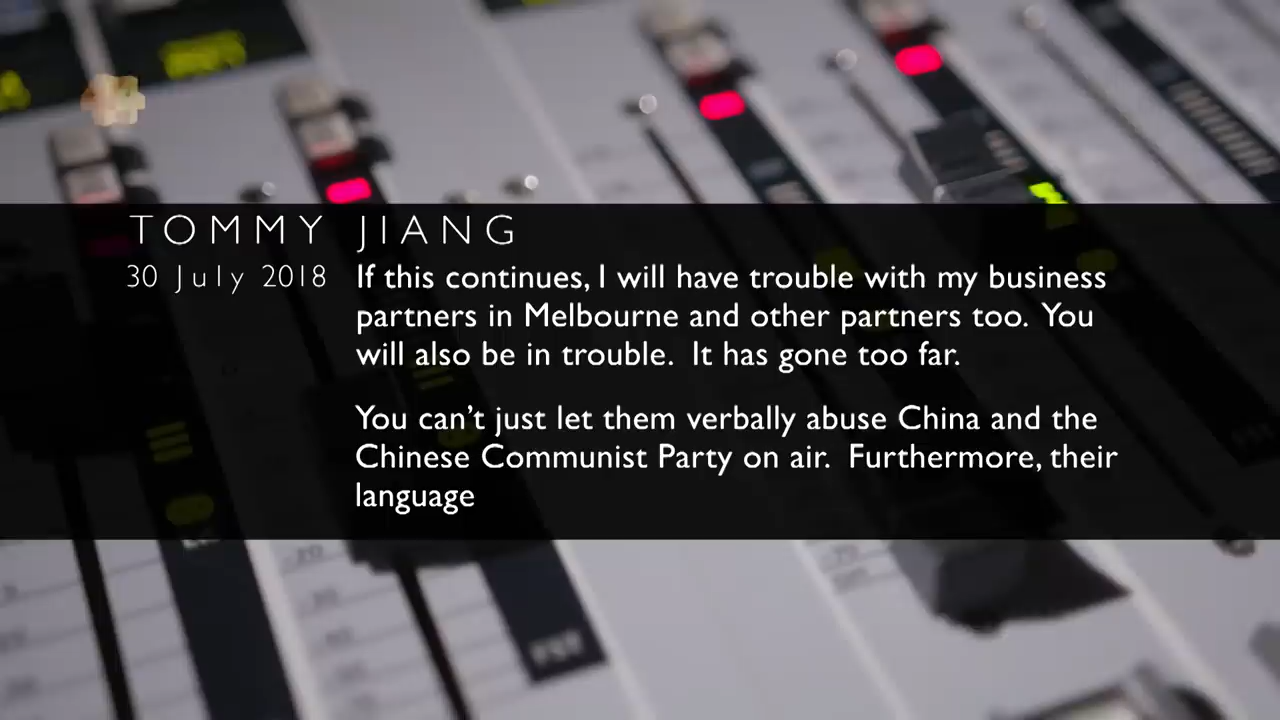 TOMMY JIANG
30 July 2018
If this continues, I will have trouble with my business
partners in Melbourne and other partners too. You
will also be in trouble. It has gone too far.
You can't just let them verbally abuse China and the
Chinese Communist Party on air. Furthermore, their
language